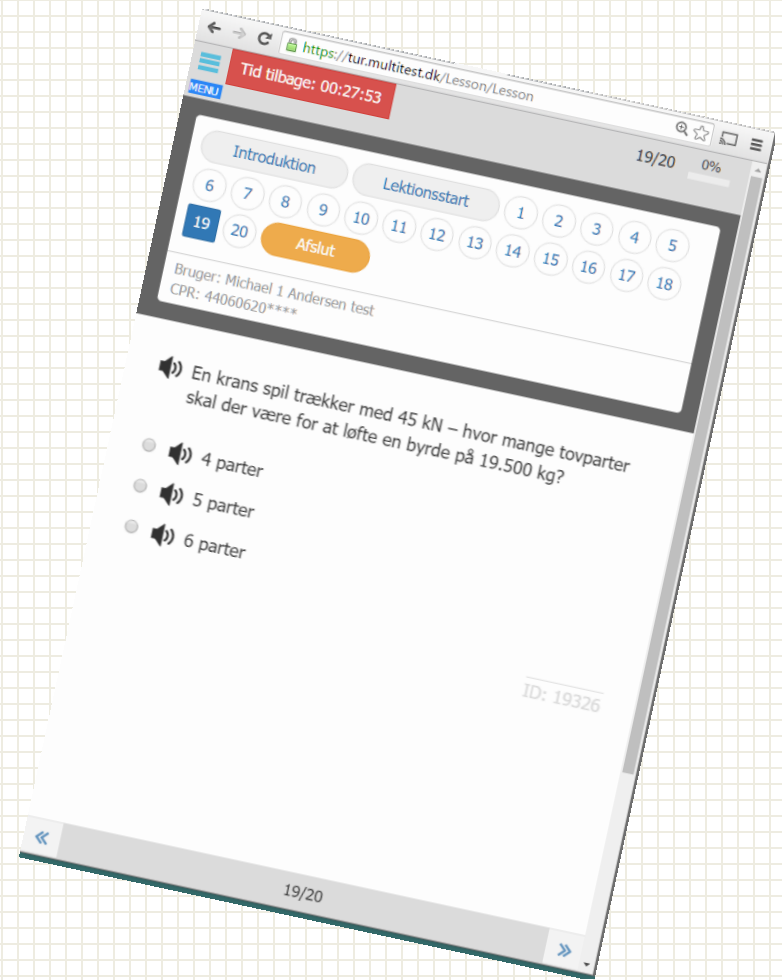 https://tur.multitest.dk/Lesson/Lesson
MENU
Tid tilbage: 00:27:53
19/20
0%
Introduktion
Lektionsstart
1 2 3 4 5
6 7 8 9 10 11 12 13 14 15 16 17 18
19 20 Afslut
Bruger: Michael 1 Andersen test
CPR: 44060620****
En krans spil trækker med 45 kN – hvor mange tovparter
skal der være for at løfte en byrde på 19.500 kg?
4 parter
5 parter
6 parter
ID: 19326
19/20